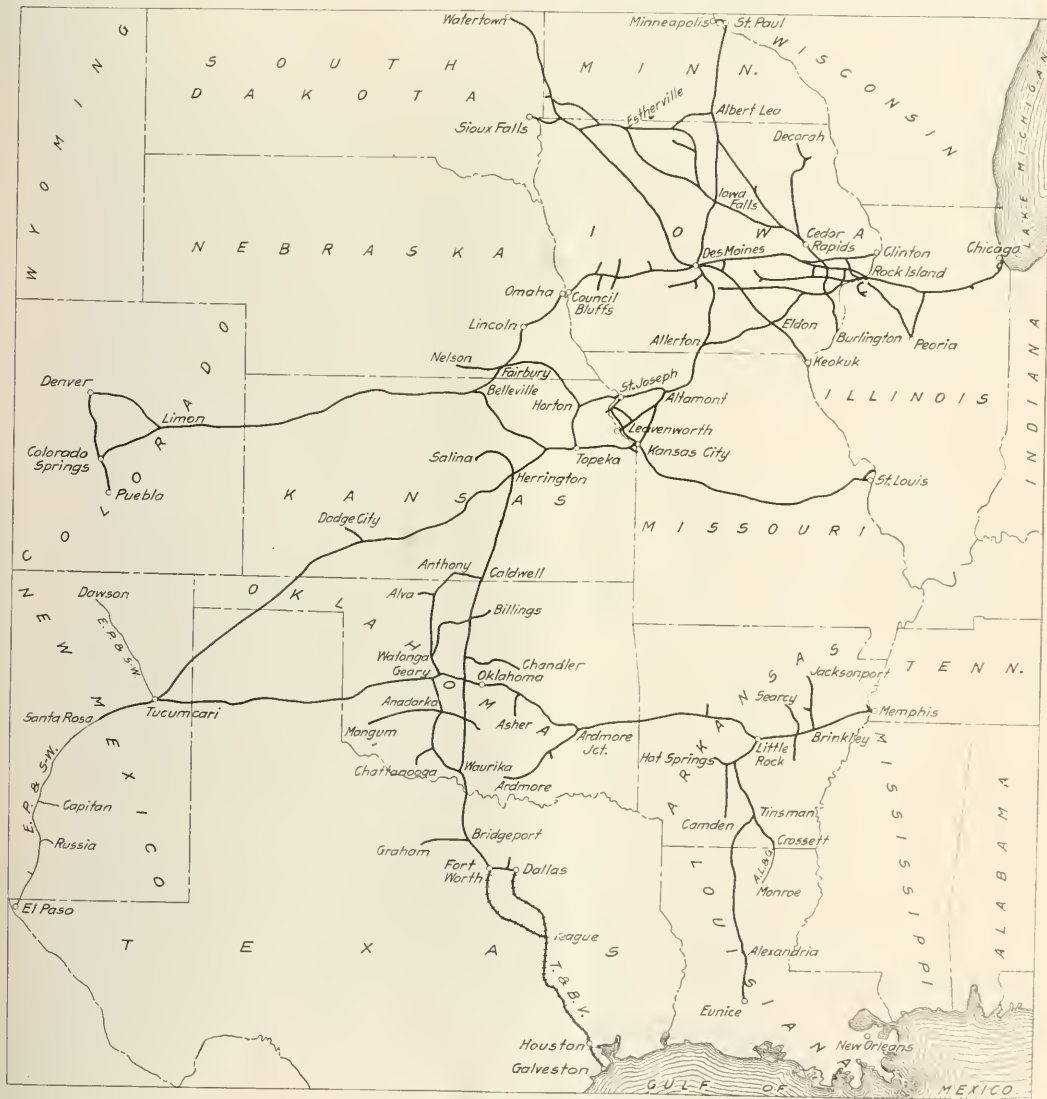 Watertown
Minneapolis
St. Paul
WISCONSIN
WYOMING
SOUTH
DAKOTA
MINN.
LAKE MICHIGAN
Estherville
Albert Lea
Sioux Falls
Decorah
Iowa
Falls
IOWA
NEBRASKA
Des Moines
Cedar
Rapids
Clinton
Chicago
Rock Island
Omaha
Council
Bluffs
Lincoln
Allerton
Eldon
Burlington
Peoria
Keokuk
INDIANA
Nelson
Fairbury
Belleville
St. Joseph
Horton
Altamont
ILLINOIS
Denver
Limon
COLORADO
Leavenworth
Salina
Topeka
Kansas City
Colorado
Springs
Herrington
St. Louis
Puebla
KANSAS
MISSOURI
Dodge City
Anthony
Caldwell
NEW MEXICO
Dawson
OKLAHOMA
Alva
Billings
E.P. & S-W.
Watanga
Geary
Chandler
Oklahoma
ARKANSAS
Jacksonport
Searcy
TENN.
Santa Rosa
Tucumcari
Anadarka
Asher
Memphis
Mangum
Ardmore
Jct.
Little
Rock
Brinkley
Hot Springs
Chattanooga
Waurika
Ardmore
E.P. & S-W.
Capitan
Camden
Tinsman
Russia
Bridgeport
Crossett
Graham
A.L. & G.
Fort
Worth
Dallas
Monroe
MISSISSIPPI
ALABAMA
El Paso
Teague
LOUISIANA
TEXAS
Alexandria
T. & B.V.
Eunice
Houston
New Orleans
Galveston
GULF OF MEXICO.